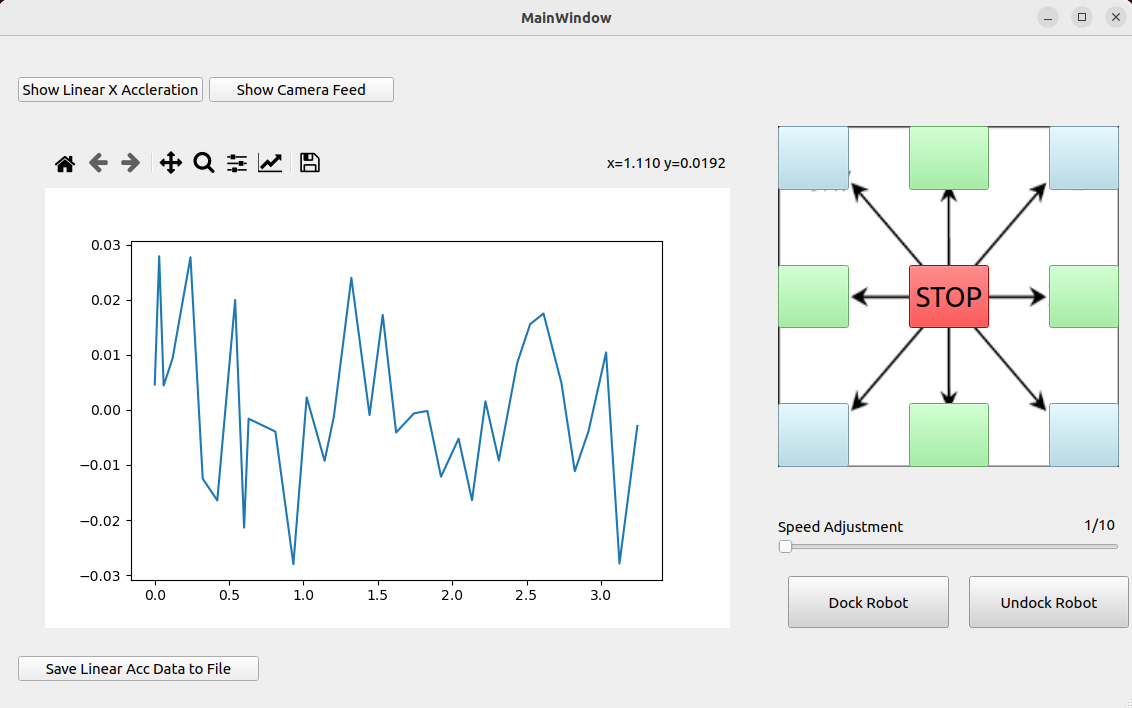 MainWindow
Show Linear X Accleration
Show Camera Feed
x=1.110 y=0.0192
0.03
0.02
0.01
0.00
−0.01
−0.02
−0.03
0.0 0.5 1.0 1.5 2.0 2.5 3.0
STOP
Speed Adjustment 1/10
Dock Robot
Undock Robot
Save Linear Acc Data to File